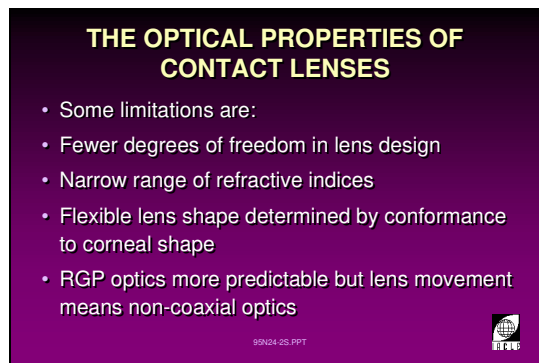 THE OPTICAL PROPERTIES OF
CONTACT LENSES
• Some limitations are:
• Fewer degrees of freedom in lens design
• Narrow range of refractive indices
• Flexible lens shape determined by conformance
to corneal shape
• RGP optics more predictable but lens movement
means non-coaxial optics
95N24-2S.PPT
IACLE